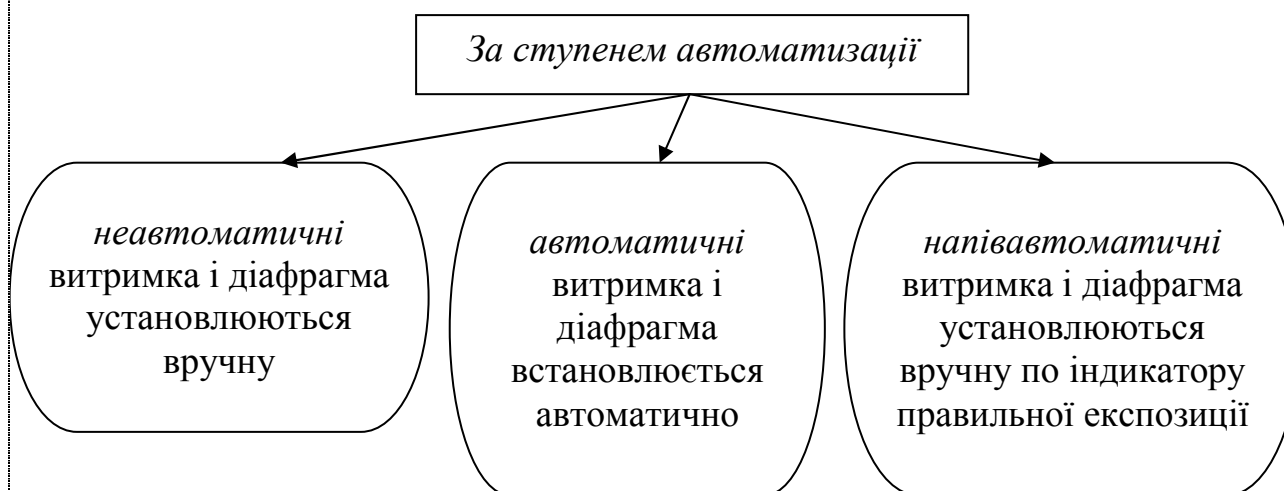 За ступенем автоматизації
неавтоматичні
витримка і діафрагма
установлюються
вручну
автоматичні
витримка і
діафрагма
встановлюється
автоматично
напівавтоматичні
витримка і діафрагма
установлюються
вручну по індикатору
правильної експозиції